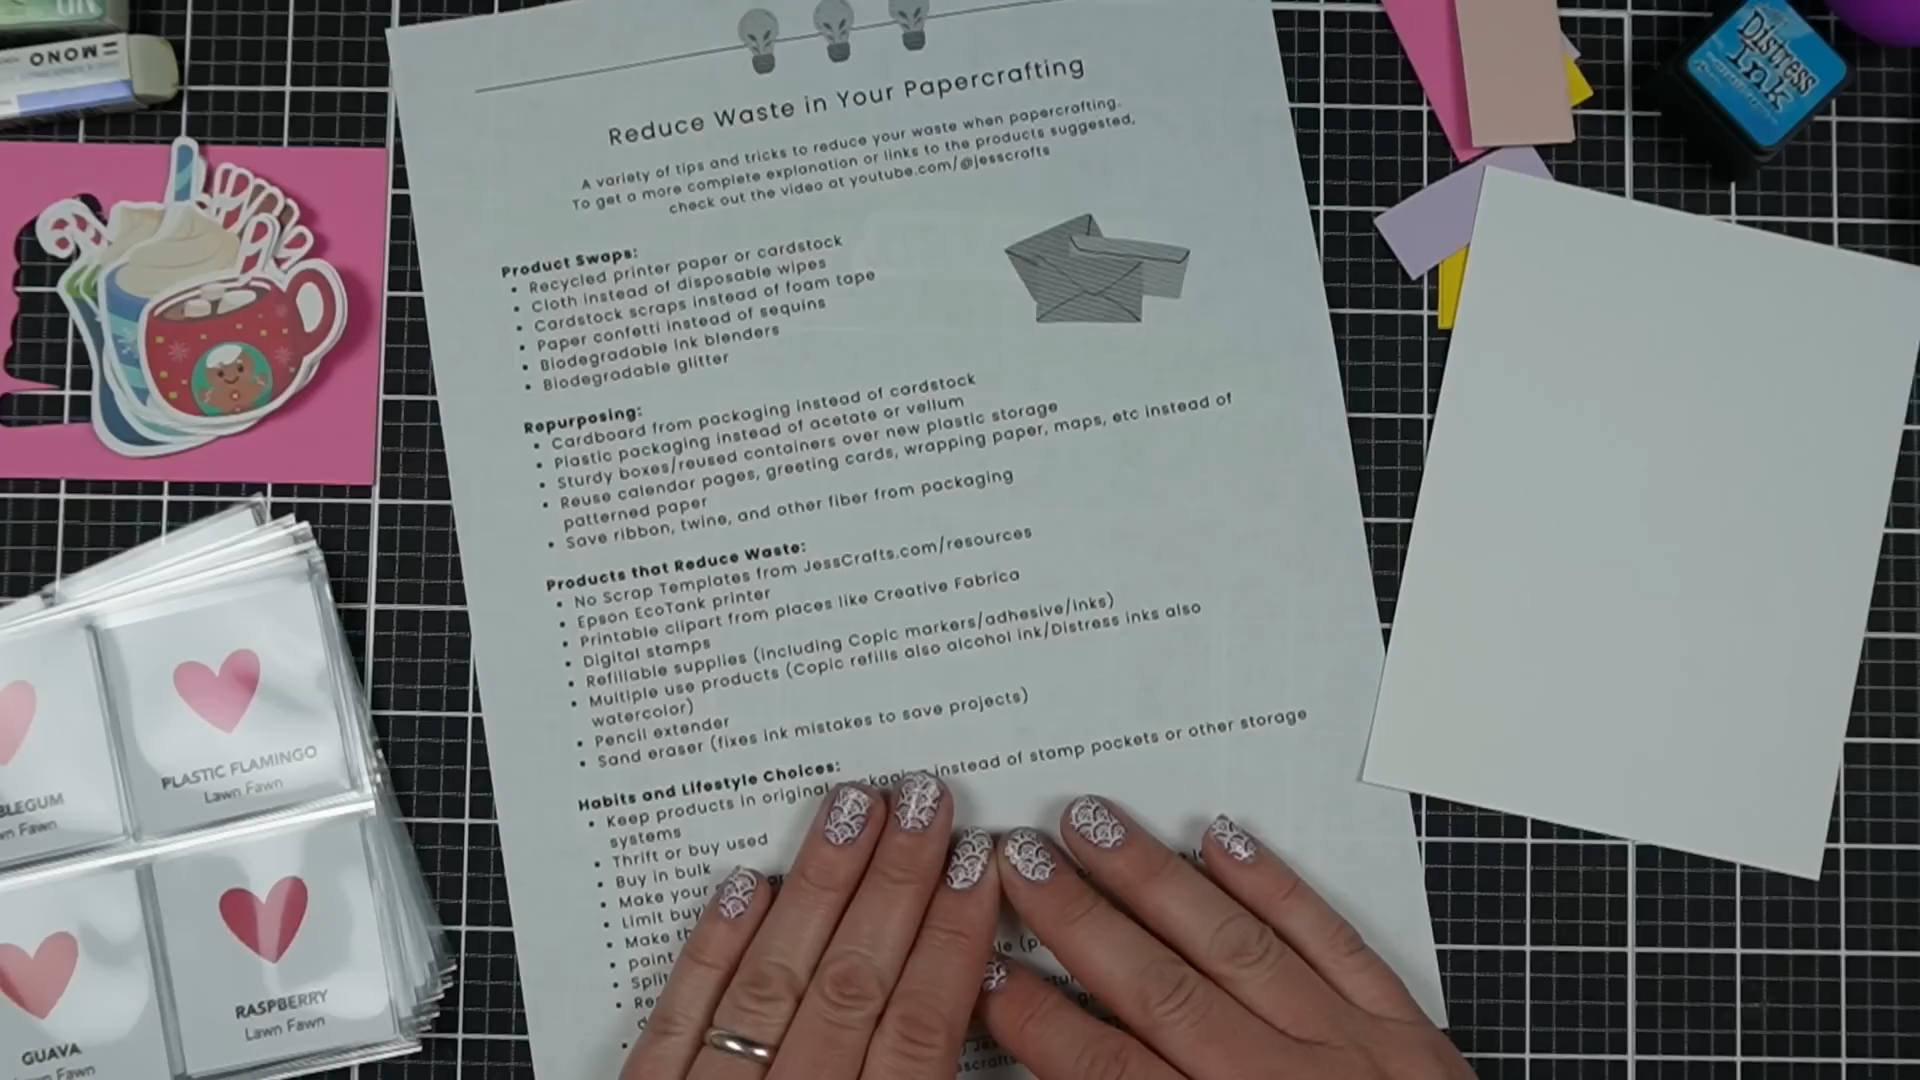 MONO
Distress
Ink
Reduce Waste in Your Papercrafting
A variety of tips and tricks to reduce your waste when papercrafting.
To get a more complete explanation or links to the products suggested,
check out the video at youtube.com/@jesscrafts
Product Swaps:
• Recycled printer paper or cardstock
• Cloth instead of disposable wipes
• Cardstock scraps instead of foam tape
• Paper confetti instead of sequins
• Biodegradable ink blenders
• Biodegradable glitter
Repurposing:
• Cardboard from packaging instead of cardstock
• Plastic packaging instead of acetate or vellum
• Sturdy boxes/reused containers over new plastic storage
• Reuse calendar pages, greeting cards, wrapping paper, maps, etc instead of
patterned paper
• Save ribbon, twine, and other fiber from packaging
Products that Reduce Waste:
• No Scrap Templates from JessCrafts.com/resources
• Epson EcoTank printer
• Printable clipart from places like Creative Fabrica
• Digital stamps
• Refillable supplies (including Copic markers/adhesive/inks)
• Multiple use products (Copic refills also alcohol ink/Distress inks also
watercolor)
• Pencil extender
• Sand eraser (fixes ink mistakes to save projects)
Habits and Lifestyle Choices:
• Keep products in original packaging instead of stamp pockets or other storage
systems
• Thrift or buy used
• Buy in bulk
• Make your
• Limit buy
• Make
paint
• Split
PLASTIC FLAMINGO
Lawn Fawn
RASPBERRY
Lawn Fawn
GUAVA
Fawn